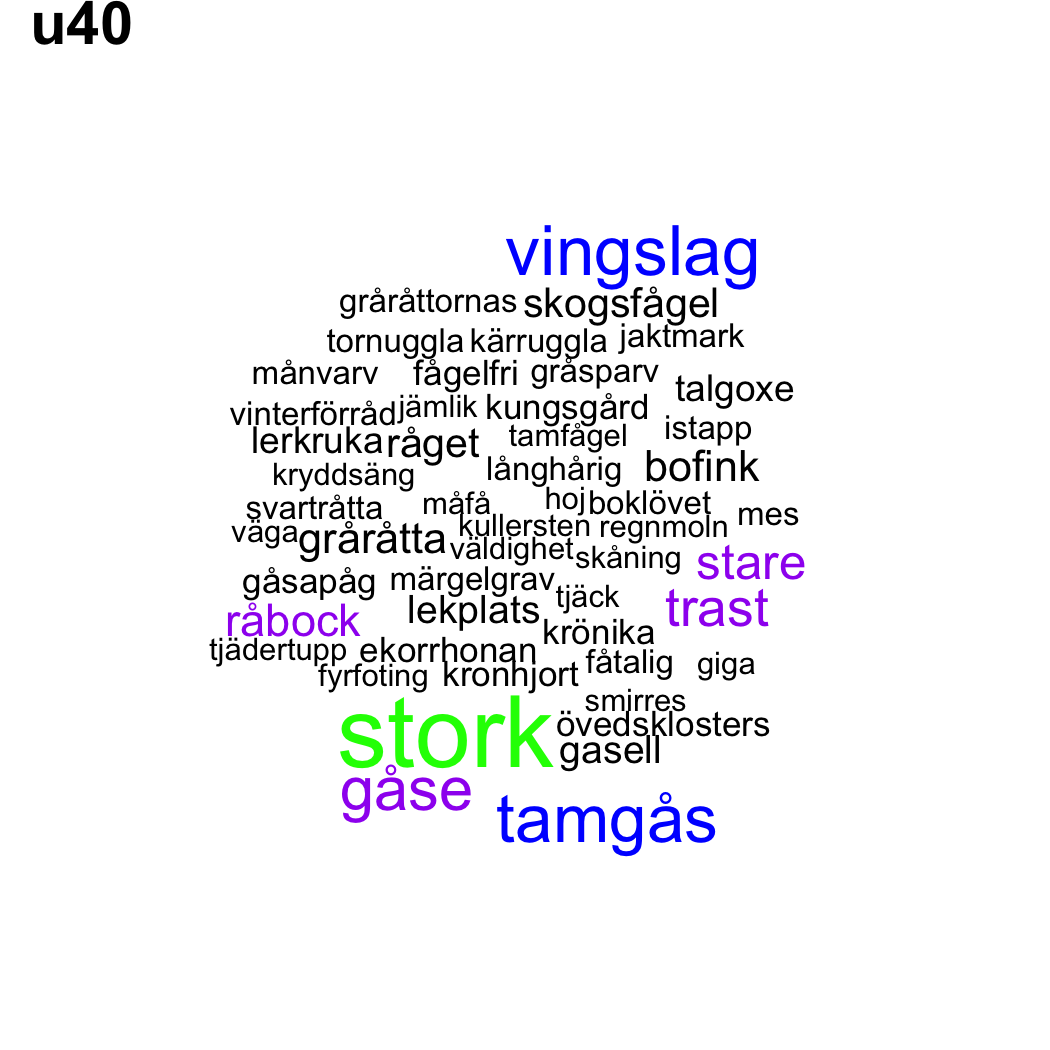 u40
vingslag
gråråttornas skogsfågel
tornuggla kärruggla jaktmark
månvarv fågelfri gråsparv talgoxe
vinterförråd jämlik kungsgård istapp
lerkruka råget tamfågel
kryddsäng långhårig bofink
svartråtta måfå hoj boklövet mes
väga gråråtta kullersten regnmoln
väldighet skåning stare
gåsapåg märgelgrav tjäck trast
råbock lekplats krönika
tjädertupp ekorrhonan fåtalig giga
fyrfoting kronhjort smirres
stork övedsklosters
gasell
gåse tamgås